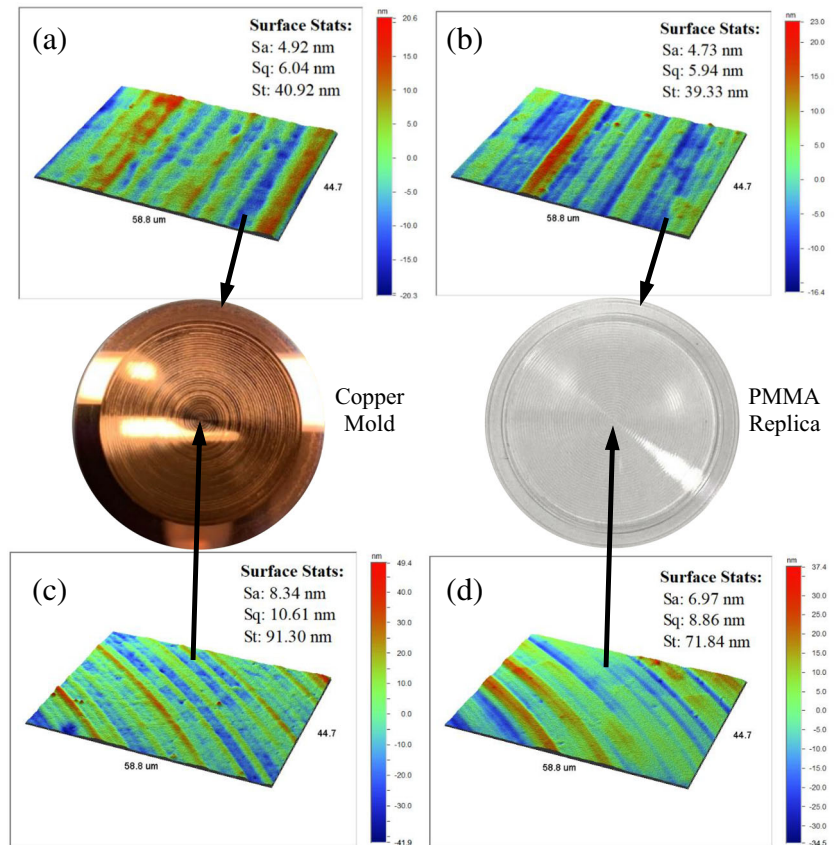 (a)
Surface Stats:
Sa: 4.92 nm
Sq: 6.04 nm
St: 40.92 nm
58.8 um
44.7
nm
20.6
15.0
10.0
5.0
0.0
-5.0
-10.0
-15.0
-20.3
(b)
Surface Stats:
Sa: 4.73 nm
Sq: 5.94 nm
St: 39.33 nm
58.8 um
44.7
nm
23.0
20.0
15.0
10.0
5.0
0.0
-5.0
-10.0
-16.4
Copper
Mold
PMMA
Replica
(c)
Surface Stats:
Sa: 8.34 nm
Sq: 10.61 nm
St: 91.30 nm
58.8 um
44.7
nm
49.4
40.0
30.0
20.0
10.0
0.0
-10.0
-20.0
-30.0
-41.9
(d)
Surface Stats:
Sa: 6.97 nm
Sq: 8.86 nm
St: 71.84 nm
58.8 um
44.7
nm
37.4
30.0
25.0
20.0
15.0
10.0
5.0
0.0
-5.0
-10.0
-15.0
-20.0
-25.0
-30.0
-34.5